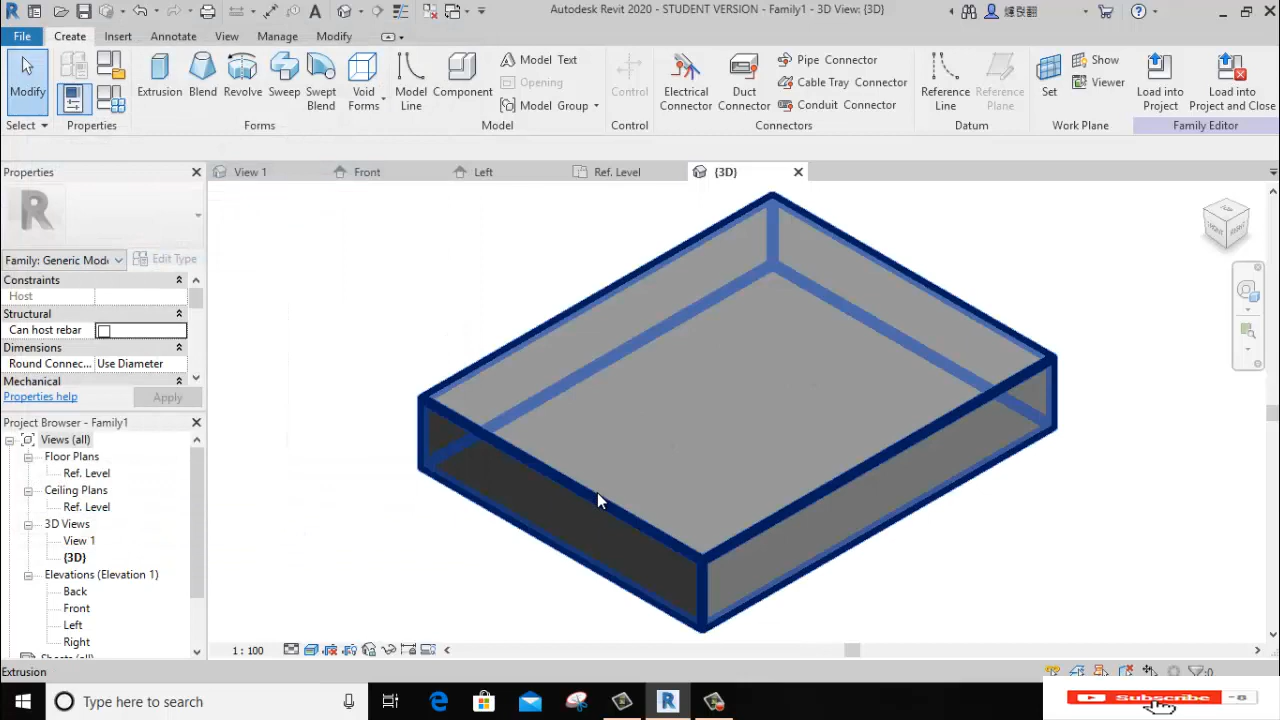 Autodesk Revit 2020 - STUDENT VERSION - Family1 - 3D View: {3D}
File Create Insert Annotate View Manage Modify
Modify
Extrusion Blend Revolve Sweep Swept Blend Void Forms
Model Line Component Model Text
Opening
Model Group
Control
Electrical Connector Duct Connector Pipe Connector
Cable Tray Connector
Conduit Connector
Reference Line Reference Plane
Set Show
Viewer
Load into Project Load into Project and Close
Select Properties Forms Model Control Connectors Datum Work Plane Family Editor
Properties View 1 Front Left Ref. Level {3D}
R
Family: Generic Mode Edit Type
Constraints
Host
Structural
Can host rebar
Dimensions
Round Connec... Use Diameter
Mechanical
Properties help Apply
Project Browser - Family1
Views (all)
Floor Plans
Ref. Level
Ceiling Plans
Ref. Level
3D Views
View 1
{3D}
Elevations (Elevation 1)
Back
Front
Left
Right
1 : 100
Extrusion
:0
Type here to search
Subscribe